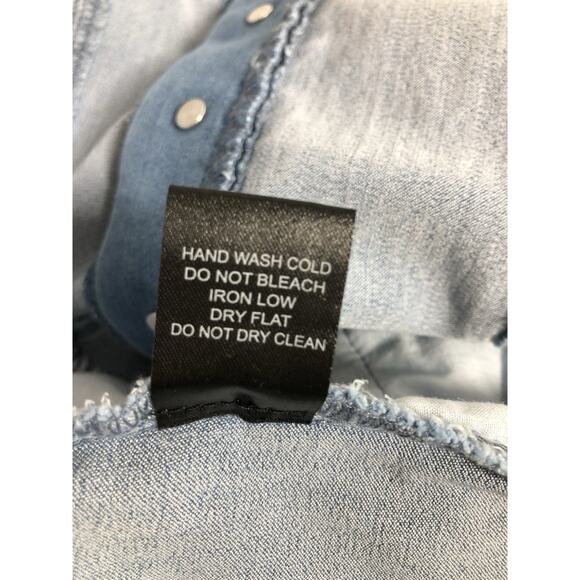 HAND WASH COLD
DO NOT BLEACH
IRON LOW
DRY FLAT
DO NOT DRY CLEAN